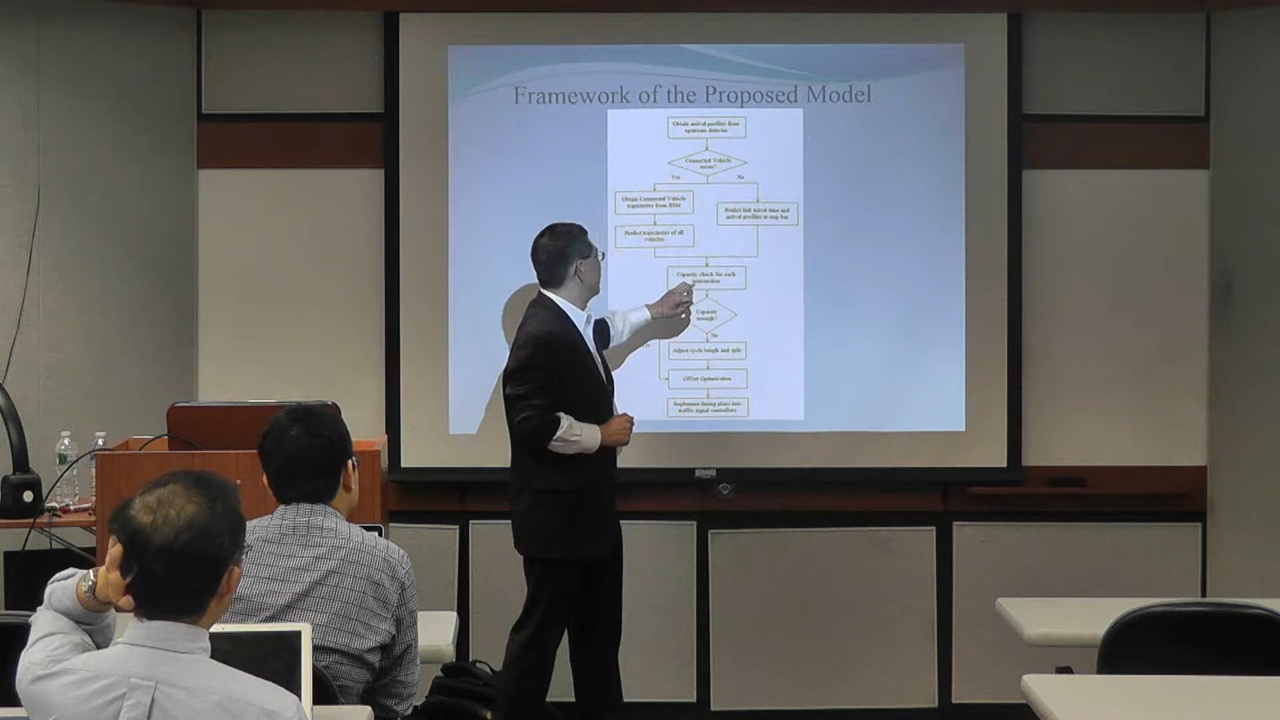 Framework of the Proposed Model
Obtain arrival profiles from
upstream detector
Connected Vehicle
exists?
Yes
No
Obtain Connected Vehicle
trajectories from BSM
Predict link travel time and
arrival profiles at stop bar
Predict trajectories of all
vehicles
Capacity check for each
intersection
Capacity
enough?
No
Adjust cycle length and split
Offset Optimization
Implement timing plans into
traffic signal controllers